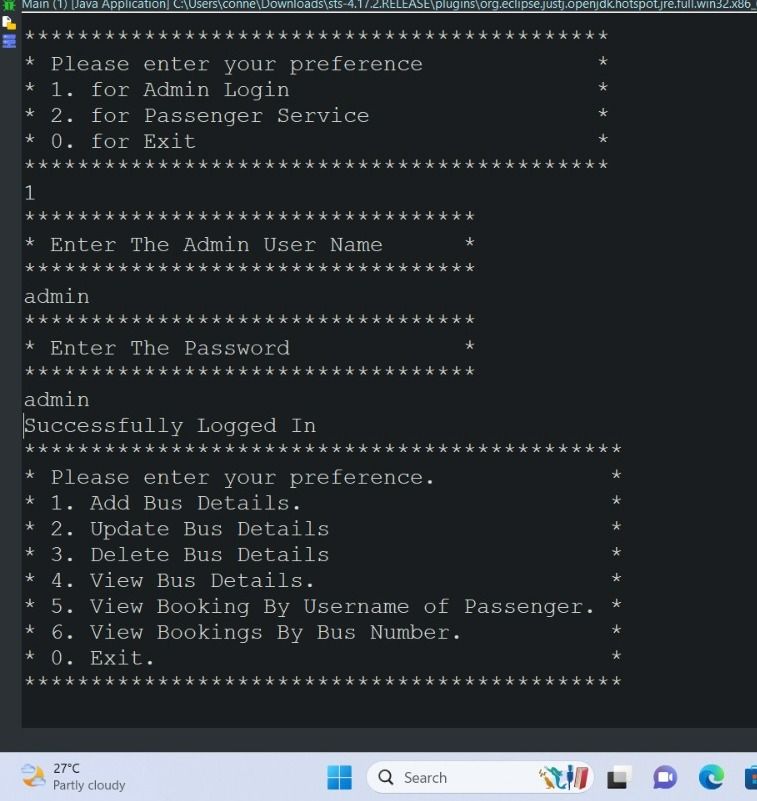 Main (1) [Java Application] C:\Users\conne\Downloads\sts-4.17.2.RELEASE\plugins\org.eclipse.justj.openjdk.hotspot.jre.full.win32.x86_
********************************************
* Please enter your preference             *
* 1. for Admin Login                       *
* 2. for Passenger Service                 *
* 0. for Exit                              *
********************************************
1
**********************************
* Enter The Admin User Name      *
**********************************
admin
**********************************
* Enter The Password             *
**********************************
admin
Successfully Logged In
*********************************************
* Please enter your preference.             *
* 1. Add Bus Details.                       *
* 2. Update Bus Details                     *
* 3. Delete Bus Details                     *
* 4. View Bus Details.                      *
* 5. View Booking By Username of Passenger. *
* 6. View Bookings By Bus Number.           *
* 0. Exit.                                  *
*********************************************
27°C
Partly cloudy
Search